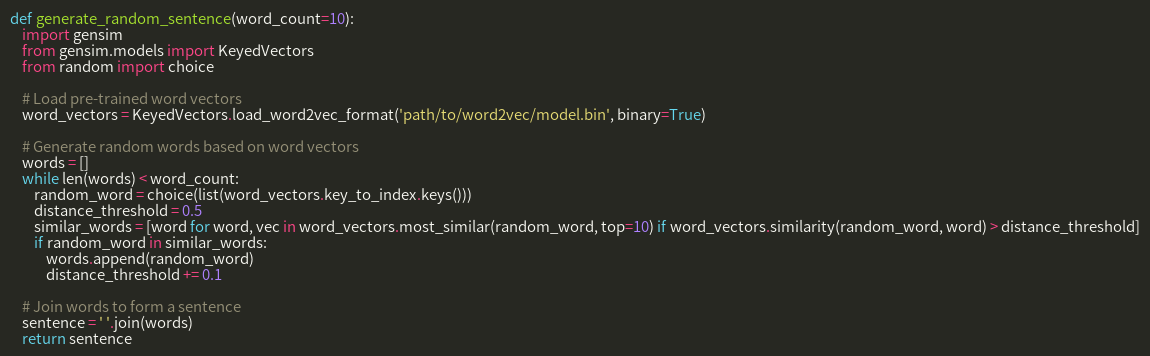 def generate_random_sentence(word_count=10):
    import gensim
    from gensim.models import KeyedVectors
    from random import choice

    # Load pre-trained word vectors
    word_vectors = KeyedVectors.load_word2vec_format('path/to/word2vec/model.bin', binary=True)

    # Generate random words based on word vectors
    words = []
    while len(words) < word_count:
        random_word = choice(list(word_vectors.key_to_index.keys()))
        distance_threshold = 0.5
        similar_words = [word for word, vec in word_vectors.most_similar(random_word, top=10) if word_vectors.similarity(random_word, word) > distance_threshold]
        if random_word in similar_words:
            words.append(random_word)
            distance_threshold += 0.1

    # Join words to form a sentence
    sentence = ' '.join(words)
    return sentence